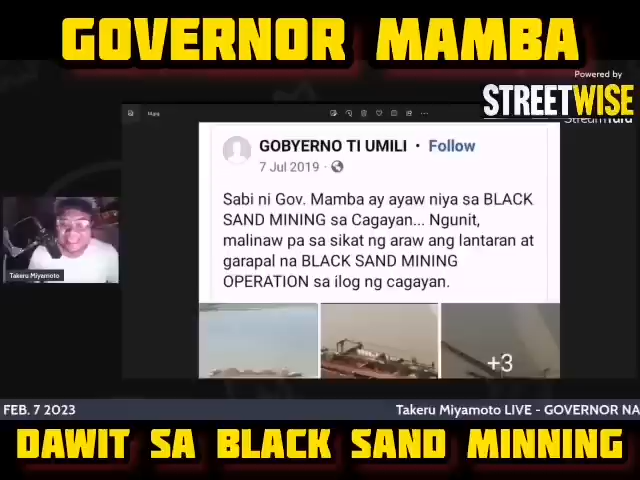 GOVERNOR MAMBA
Powered by
STREETWISE
Mara
GOBYERNO TI UMILI · Follow
7 Jul 2019 ·
Sabi ni Gov. Mamba ay ayaw niya sa BLACK
SAND MINING sa Cagayan... Ngunit,
malinaw pa sa sikat ng araw ang lantaran at
garapal na BLACK SAND MINING
OPERATION sa ilog ng cagayan.
Takeru Miyamoto
+3
FEB. 7 2023
Takeru Miyamoto LIVE - GOVERNOR NA
DAWIT SA BLACK SAND MINNING